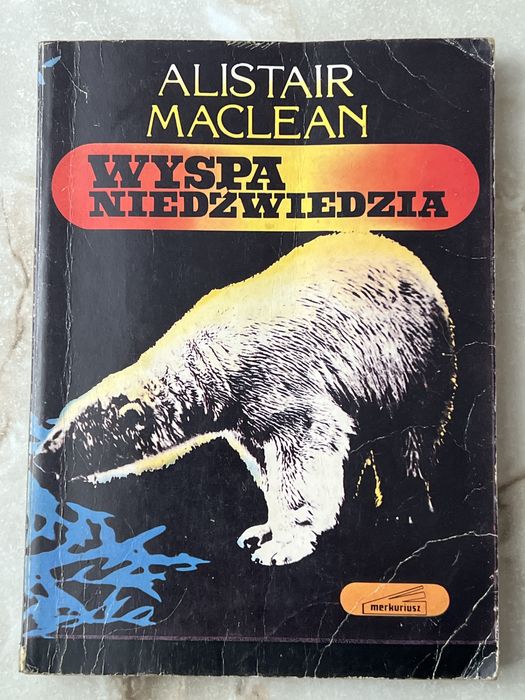 ALISTAIR
MACLEAN
WYSPA
NIEDŹWIEDZIA
merkuriusz